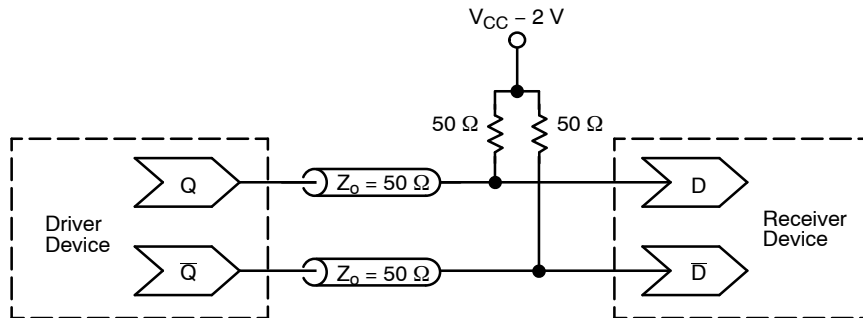 V_CC – 2 V
50 Ω 50 Ω
Q Z_o = 50 Ω D
Driver
Device
Receiver
Device
Q̅ Z_o = 50 Ω D̅